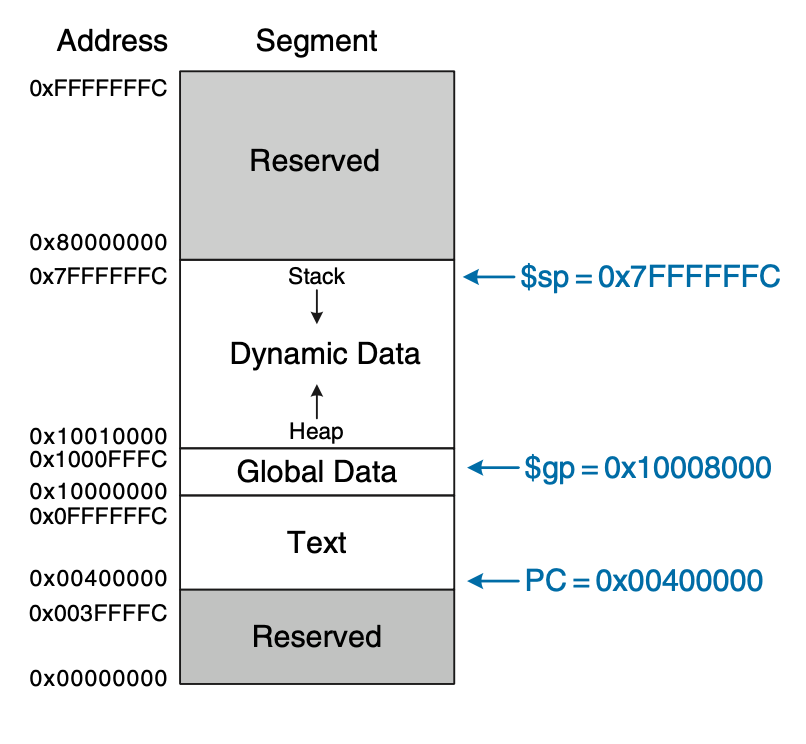 Address Segment
0xFFFFFFFC
Reserved
0x80000000
0x7FFFFFFC Stack $sp = 0x7FFFFFFC
Dynamic Data
Heap
0x10010000
0x1000FFFC
Global Data $gp = 0x10008000
0x10000000
0x0FFFFFFC
Text
0x00400000 PC = 0x00400000
0x003FFFFC
Reserved
0x00000000